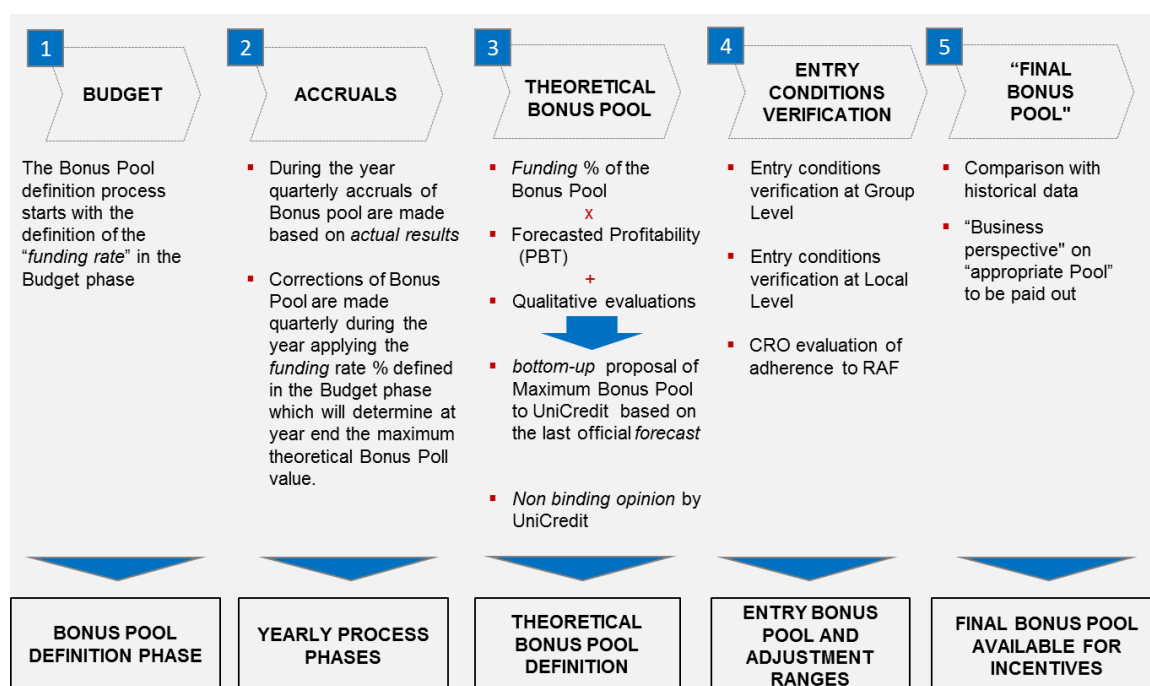 1
BUDGET
The Bonus Pool
definition process
starts with the
definition of the
“funding rate” in the
Budget phase
BONUS POOL
DEFINITION PHASE
2
ACCRUALS
▪ During the year
quarterly accruals of
Bonus pool are made
based on actual results
▪ Corrections of Bonus
Pool are made
quarterly during the
year applying the
funding rate % defined
in the Budget phase
which will determine at
year end the maximum
theoretical Bonus Poll
value.
YEARLY PROCESS
PHASES
3
THEORETICAL
BONUS POOL
▪ Funding % of the
Bonus Pool
x
▪ Forecasted Profitability
(PBT)
+
▪ Qualitative evaluations
▪ bottom-up proposal of
Maximum Bonus Pool
to UniCredit based on
the last official forecast
▪ Non binding opinion by
UniCredit
THEORETICAL
BONUS POOL
DEFINITION
4
ENTRY
CONDITIONS
VERIFICATION
▪ Entry conditions
verification at Group
Level
▪ Entry conditions
verification at Local
Level
▪ CRO evaluation of
adherence to RAF
ENTRY BONUS
POOL AND
ADJUSTMENT
RANGES
5
“FINAL
BONUS
POOL"
▪ Comparison with
historical data
▪ “Business
perspective" on
“appropriate Pool”
to be paid out
FINAL BONUS POOL
AVAILABLE FOR
INCENTIVES